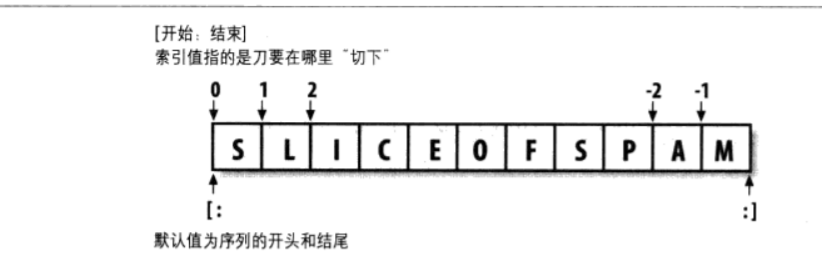 [开始：结束]
索引值指的是刀要在哪里“切下”
0 1 2 -2 -1
S L I C E O F S P A M
[: :]
默认值为序列的开头和结尾